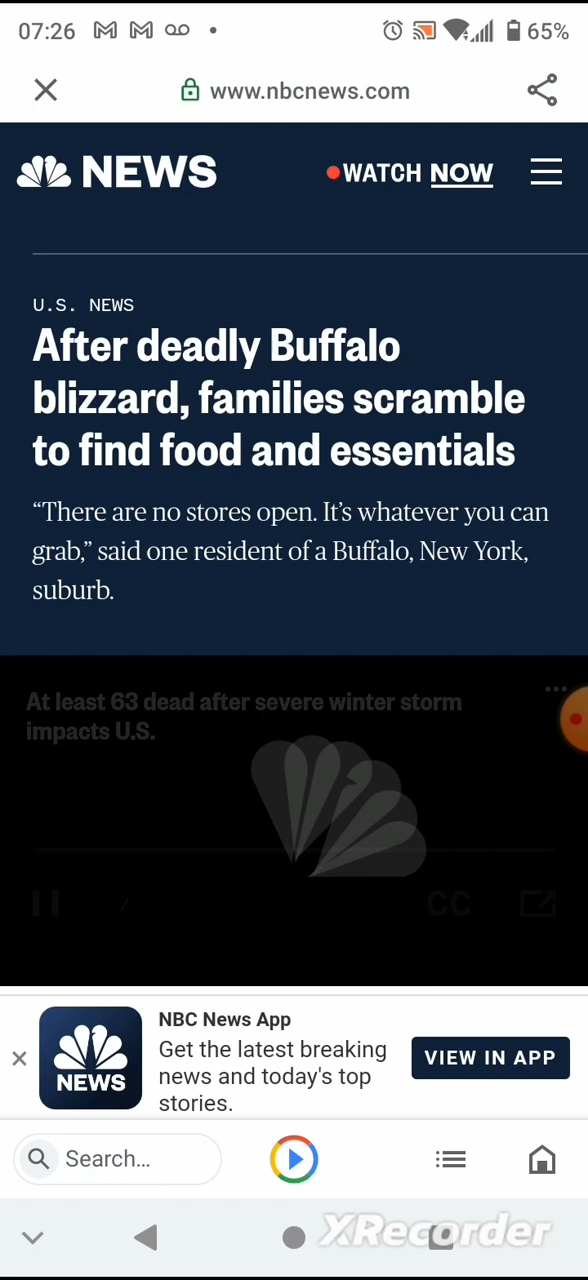 07:26
65%
www.nbcnews.com
NEWS
WATCH NOW
U.S. NEWS
After deadly Buffalo
blizzard, families scramble
to find food and essentials
“There are no stores open. It’s whatever you can
grab,” said one resident of a Buffalo, New York,
suburb.
At least 63 dead after severe winter storm
impacts U.S.
/
CC
NBC News App
Get the latest breaking
news and today's top
stories.
NEWS
VIEW IN APP
Search...
XRecorder